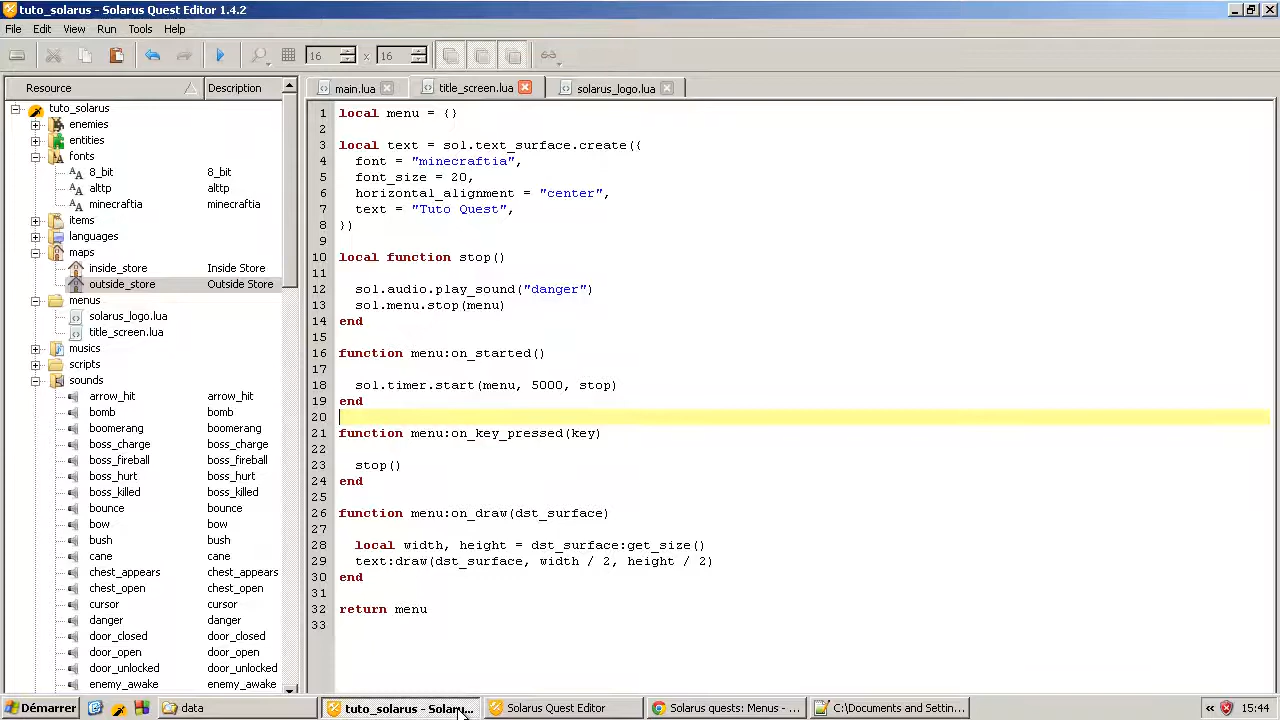 tuto_solarus - Solarus Quest Editor 1.4.2
File Edit View Run Tools Help
16 x 16
Resource Description
main.lua title_screen.lua solarus_logo.lua
tuto_solarus
enemies
entities
fonts
8_bit 8_bit
alttp alttp
minecraftia minecraftia
items
languages
maps
inside_store Inside Store
outside_store Outside Store
menus
solarus_logo.lua
title_screen.lua
musics
scripts
sounds
arrow_hit arrow_hit
bomb bomb
boomerang boomerang
boss_charge boss_charge
boss_fireball boss_fireball
boss_hurt boss_hurt
boss_killed boss_killed
bounce bounce
bow bow
bush bush
cane cane
chest_appears chest_appears
chest_open chest_open
cursor cursor
danger danger
door_closed door_closed
door_open door_open
door_unlocked door_unlocked
enemy_awake enemy_awake
1 local menu = {}
2
3 local text = sol.text_surface.create({
4 font = "minecraftia",
5 font_size = 20,
6 horizontal_alignment = "center",
7 text = "Tuto Quest",
8 })
9
10 local function stop()
11
12 sol.audio.play_sound("danger")
13 sol.menu.stop(menu)
14 end
15
16 function menu:on_started()
17
18 sol.timer.start(menu, 5000, stop)
19 end
20
21 function menu:on_key_pressed(key)
22
23 stop()
24 end
25
26 function menu:on_draw(dst_surface)
27
28 local width, height = dst_surface:get_size()
29 text:draw(dst_surface, width / 2, height / 2)
30 end
31
32 return menu
33
Démarrer data tuto_solarus - Solaru... Solarus Quest Editor Solarus quests: Menus - ... C:\Documents and Settin... « 15:44